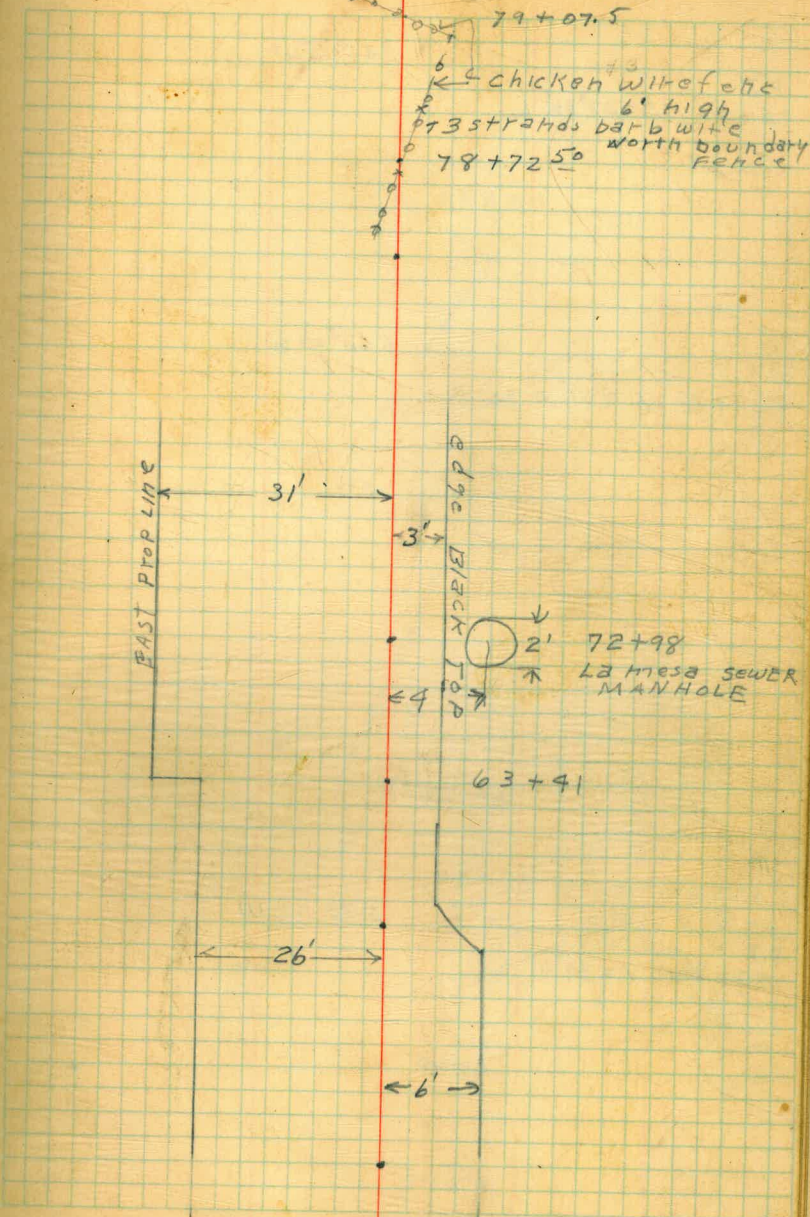 79+07.5
chicken wire fence
6' high
+3 strands barb wire
North boundary
Fence
78+72 50
31'
EAST PROP LINE
edge Black Top
3'
2'
72+98
La mesa SEWER
MANHOLE
4
63+41
26'
6'